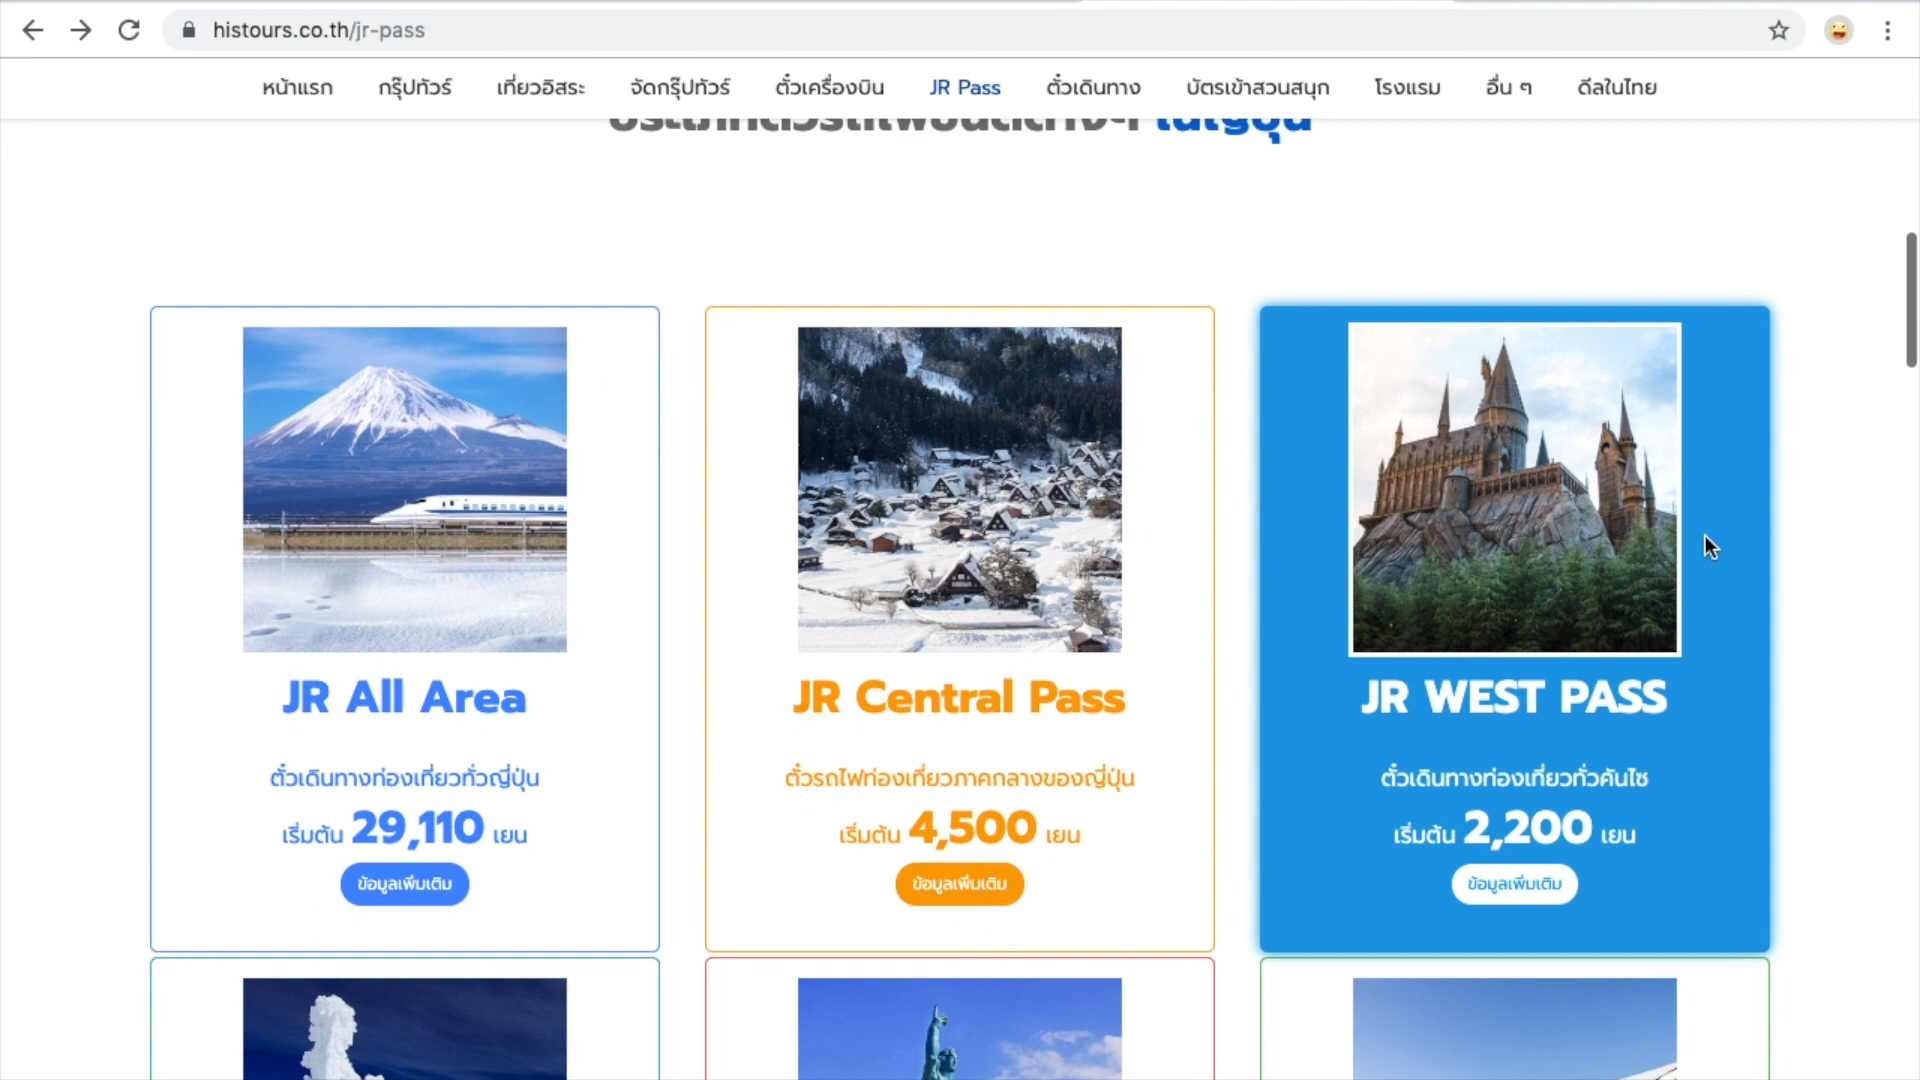 histours.co.th/jr-pass
หน้าแรก กรุ๊ปทัวร์ เที่ยวอิสระ จัดกรุ๊ปทัวร์ ตั๋วเครื่องบิน JR Pass ตั๋วเดินทาง บัตรเข้าสวนสนุก โรงแรม อื่น ๆ ดีลในไทย
ในญี่ปุ่น
JR All Area
ตั๋วเดินทางท่องเที่ยวทั่วญี่ปุ่น
เริ่มต้น 29,110 เยน
ข้อมูลเพิ่มเติม
JR Central Pass
ตั๋วรถไฟท่องเที่ยวภาคกลางของญี่ปุ่น
เริ่มต้น 4,500 เยน
ข้อมูลเพิ่มเติม
JR WEST PASS
ตั๋วเดินทางท่องเที่ยวทั่วคันไซ
เริ่มต้น 2,200 เยน
ข้อมูลเพิ่มเติม